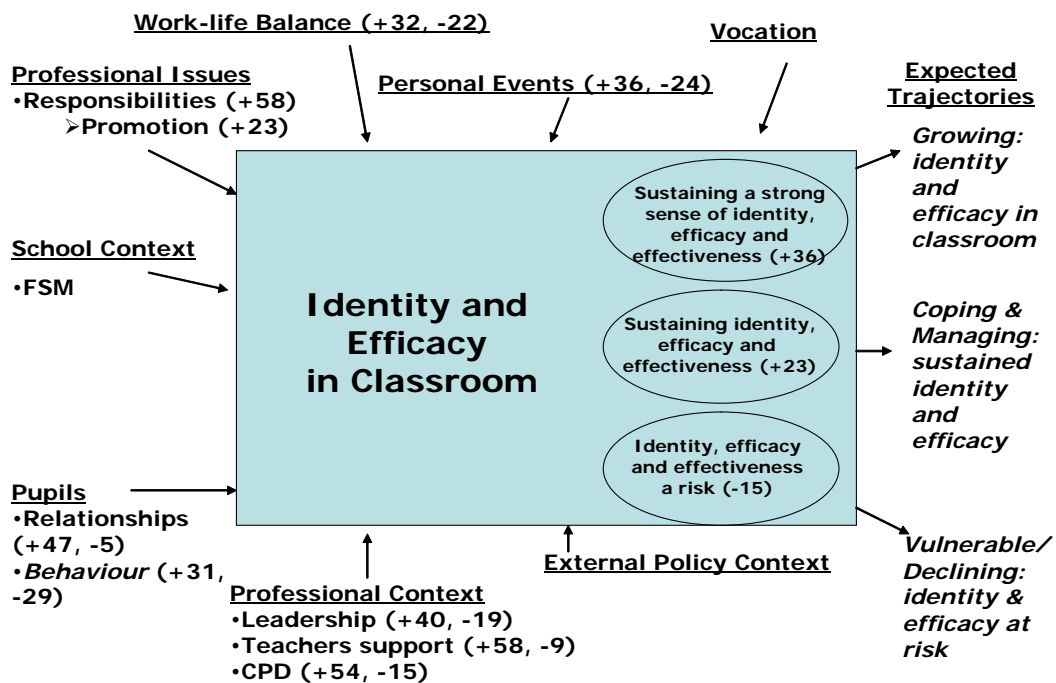 Work-life Balance (+32, -22)
Vocation
Professional Issues
•Responsibilities (+58)
➢Promotion (+23)
Personal Events (+36, -24)
Expected
Trajectories
Growing:
identity
and
efficacy in
classroom
Sustaining a strong
sense of identity,
efficacy and
effectiveness (+36)
School Context
•FSM
Identity and
Efficacy
in Classroom
Sustaining identity,
efficacy and
effectiveness (+23)
Coping &
Managing:
sustained
identity
and
efficacy
Identity, efficacy
and effectiveness
a risk (-15)
Pupils
•Relationships
(+47, -5)
•Behaviour (+31,
-29)
External Policy Context
Vulnerable/
Declining:
identity &
efficacy at
risk
Professional Context
•Leadership (+40, -19)
•Teachers support (+58, -9)
•CPD (+54, -15)